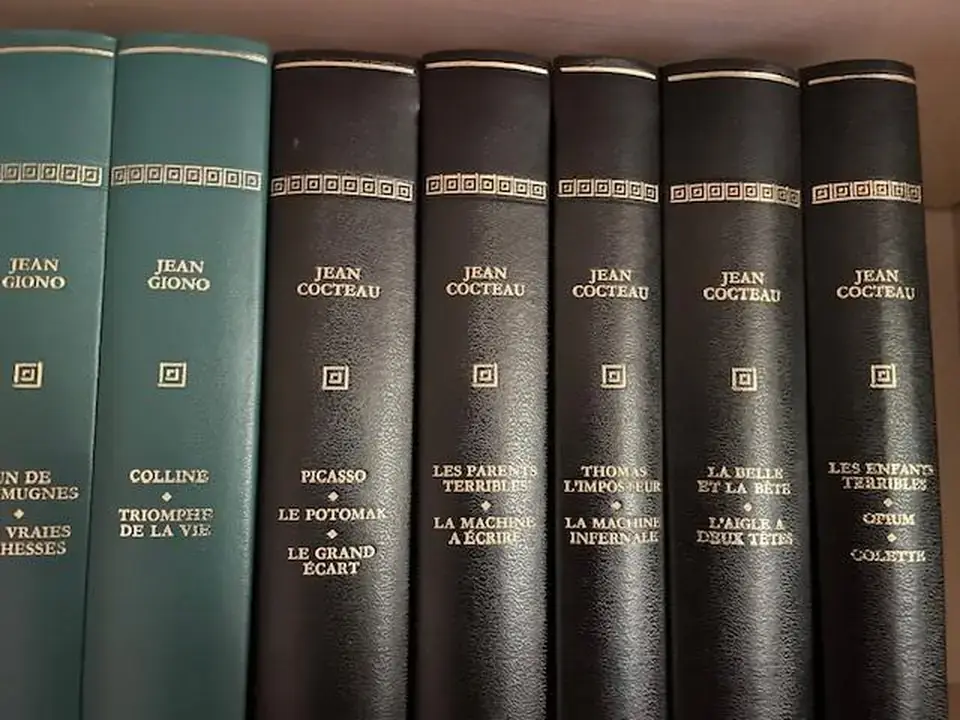 JEAN
GIONO
UN DE
MUGNES
VRAIES
HESSES
JEAN
GIONO
COLLINE
TRIOMPHE
DE LA VIE
JEAN
COCTEAU
PICASSO
LE POTOMAK
LE GRAND
ÉCART
JEAN
COCTEAU
LES PARENTS
TERRIBLES
LA MACHINE
A ÉCRIRE
JEAN
COCTEAU
THOMAS
L'IMPOSTEUR
LA MACHINE
INFERNALE
JEAN
COCTEAU
LA BELLE
ET LA BÊTE
L'AIGLE A
DEUX TÊTES
JEAN
COCTEAU
LES ENFANTS
TERRIBLES
OPIUM
COLETTE